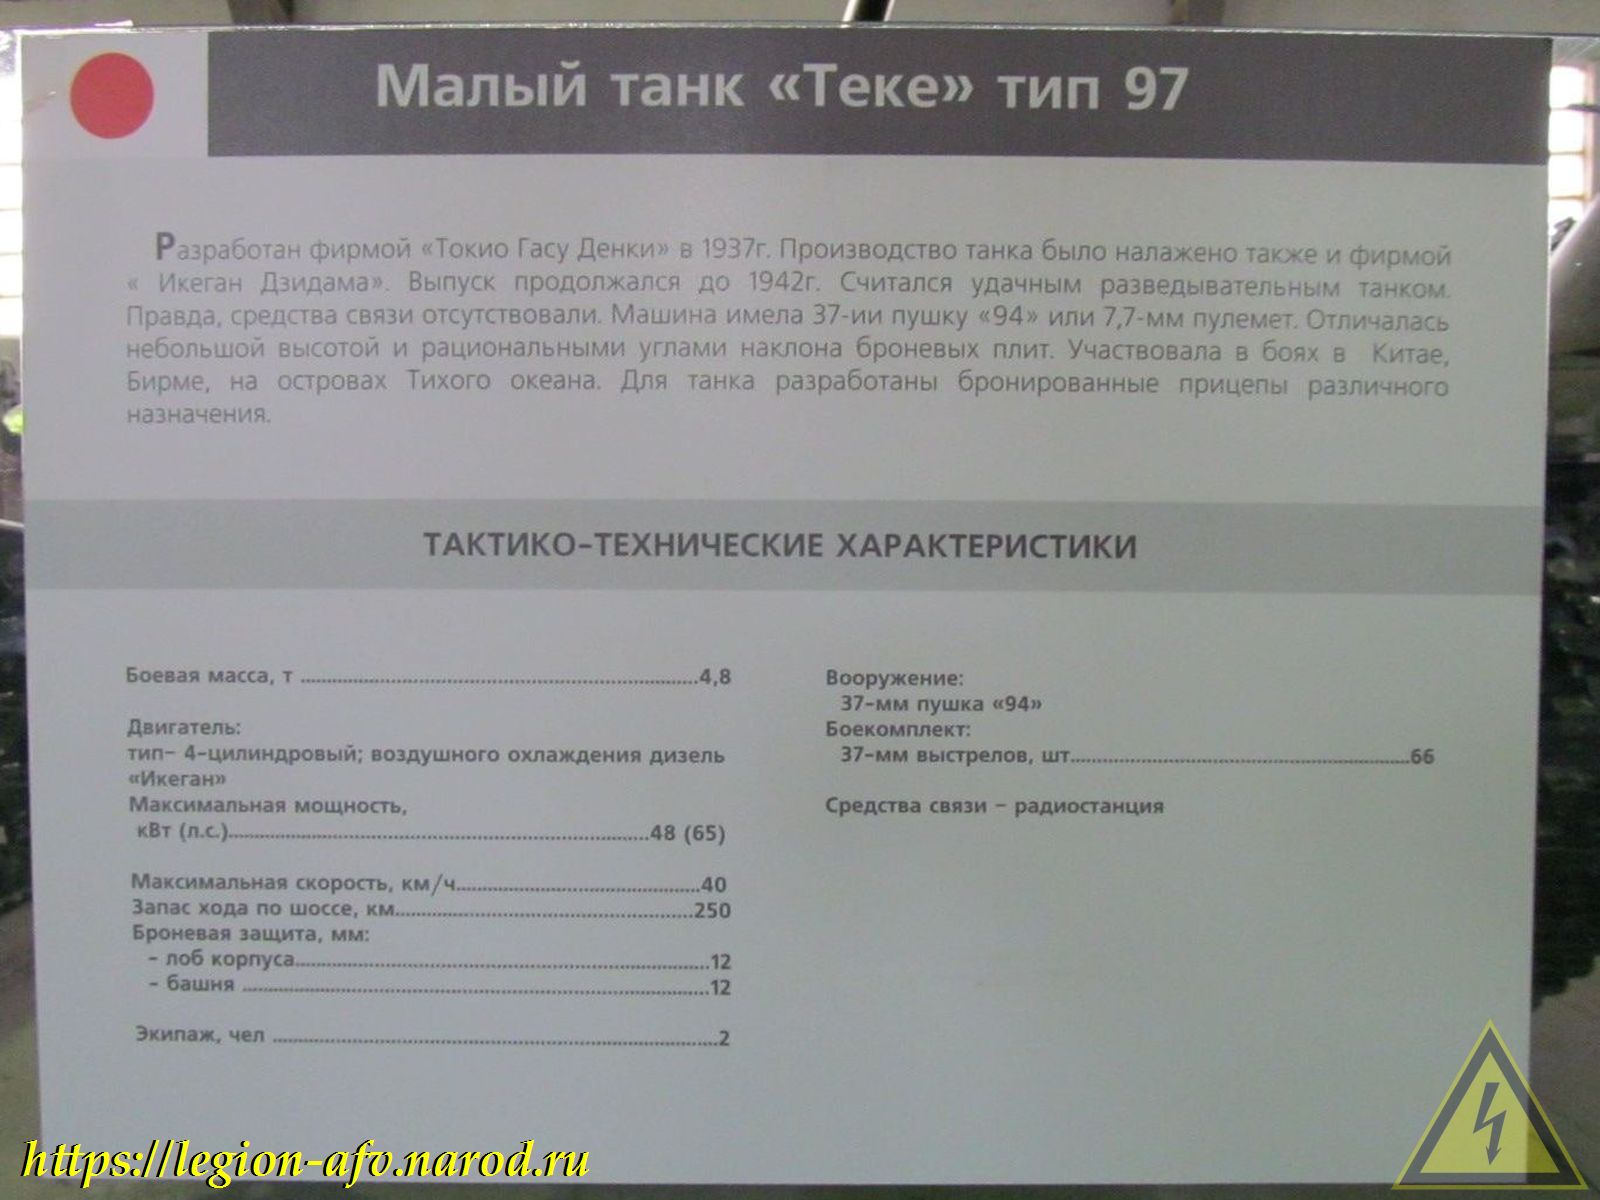 Малый танк «Теке» тип 97
Разработан фирмой «Токио Гасу Денки» в 1937г. Производство танка было налажено также и фирмой
« Икеган Дзидама». Выпуск продолжался до 1942г. Считался удачным разведывательным танком.
Правда, средства связи отсутствовали. Машина имела 37-ии пушку «94» или 7,7-мм пулемет. Отличалась
небольшой высотой и рациональными углами наклона броневых плит. Участвовала в боях в Китае,
Бирме, на островах Тихого океана. Для танка разработаны бронированные прицепы различного
назначения.
ТАКТИКО-ТЕХНИЧЕСКИЕ ХАРАКТЕРИСТИКИ
Боевая масса, т ........................................ 4,8
Двигатель:
тип- 4-цилиндровый; воздушного охлаждения дизель
«Икеган»
Максимальная мощность,
кВт (л.с.)........................................48 (65)
Максимальная скорость, км/ч........................................40
Запас хода по шоссе, км........................................250
Броневая защита, мм:
- лоб корпуса........................................12
- башня ........................................12
Экипаж, чел ........................................2
Вооружение:
37-мм пушка «94»
Боекомплект:
37-мм выстрелов, шт........................................66
Средства связи - радиостанция
https://legion-afv.narod.ru